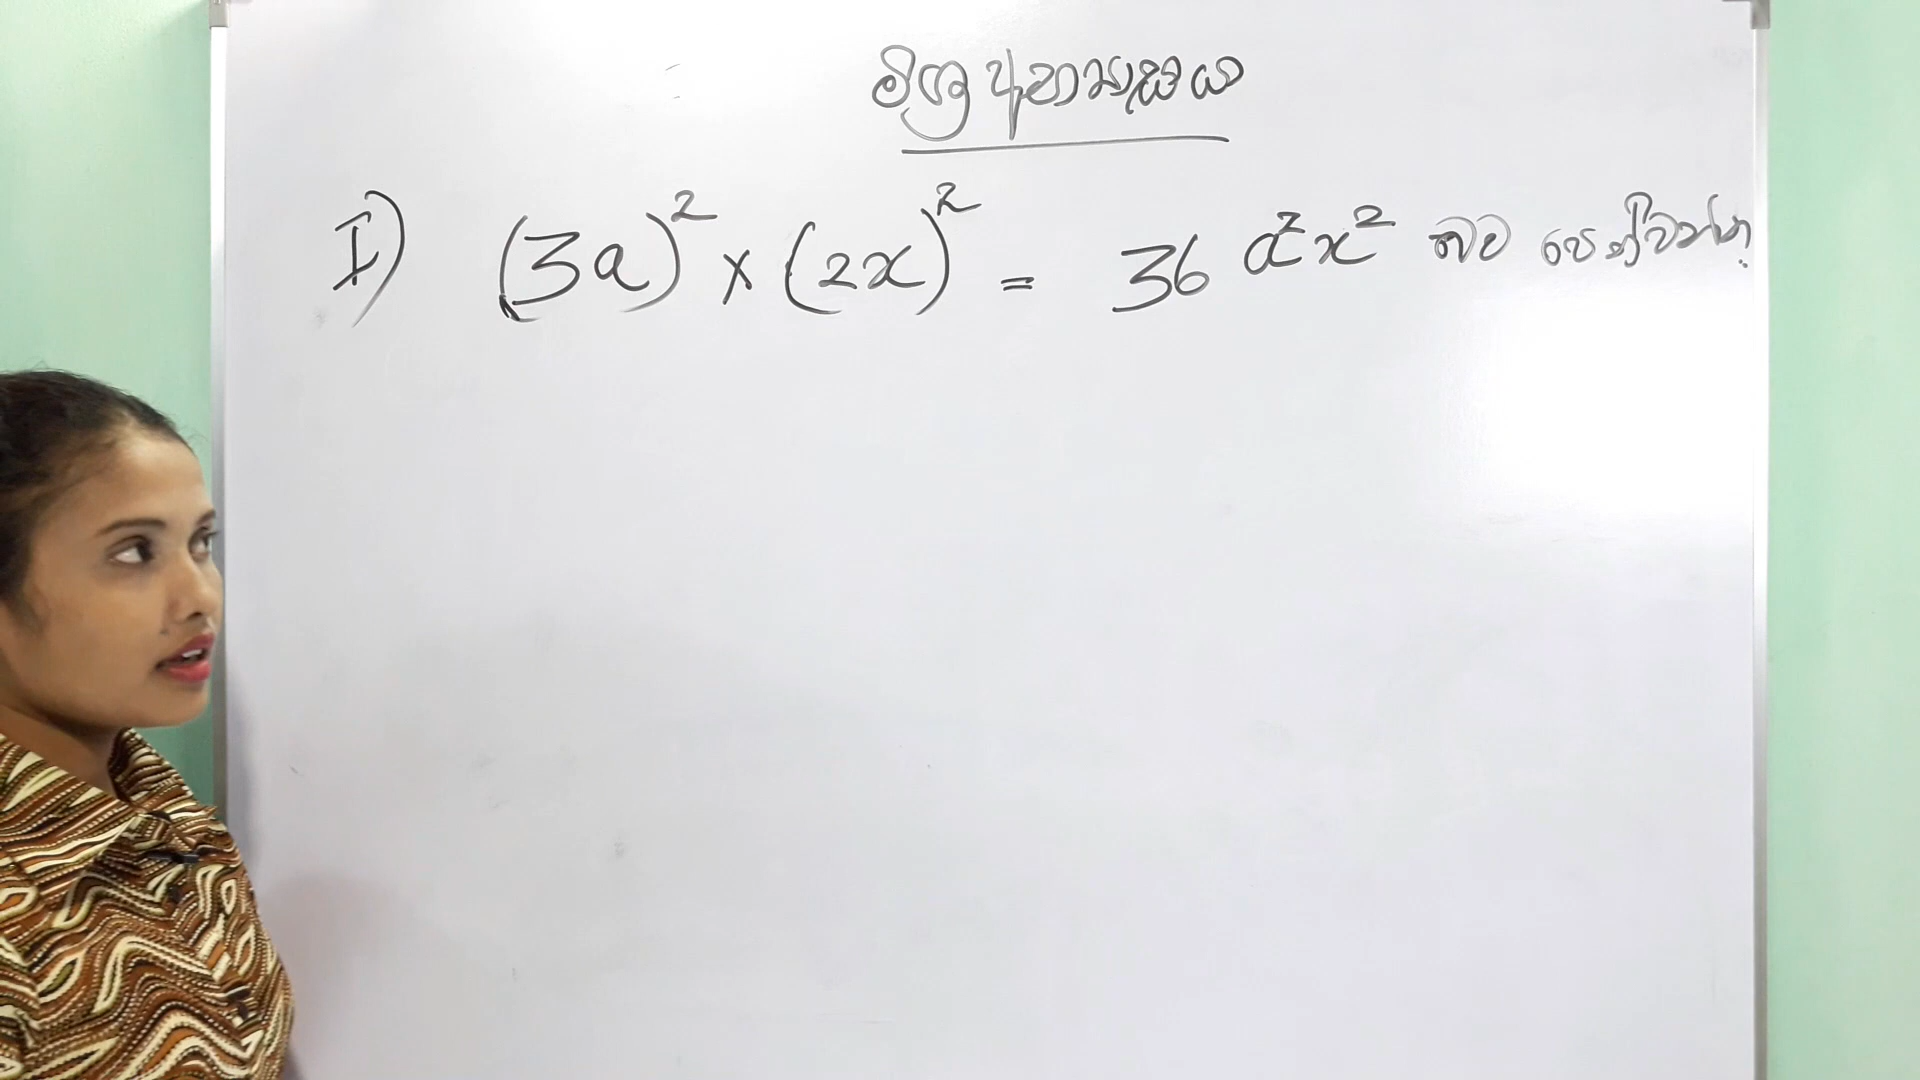 මිශ්‍ර අභ්‍යාසය
I) (3a)² × (2x)² = 36 a²x² බව පෙන්වන්න.